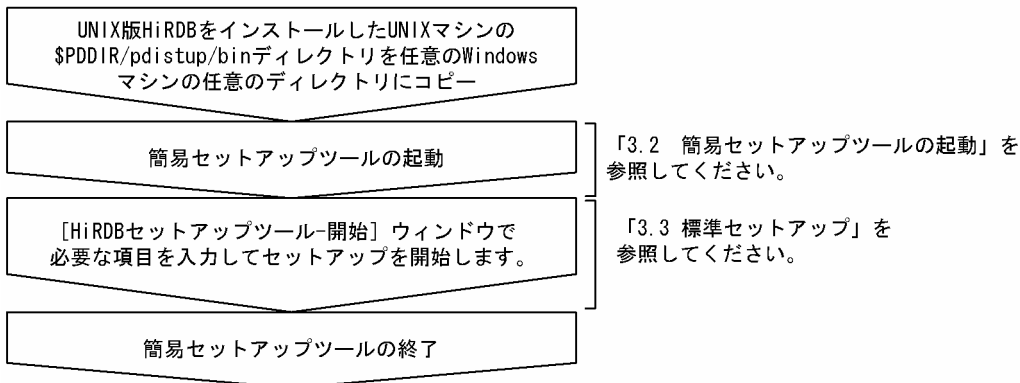 UNIX版HiRDBをインストールしたUNIXマシンの
$PDDIR/pdistup/binディレクトリを任意のWindows
マシンの任意のディレクトリにコピー
簡易セットアップツールの起動
「3.2 簡易セットアップツールの起動」を
参照してください。
[HiRDBセットアップツール-開始] ウィンドウで
必要な項目を入力してセットアップを開始します。
「3.3 標準セットアップ」を
参照してください。
簡易セットアップツールの終了